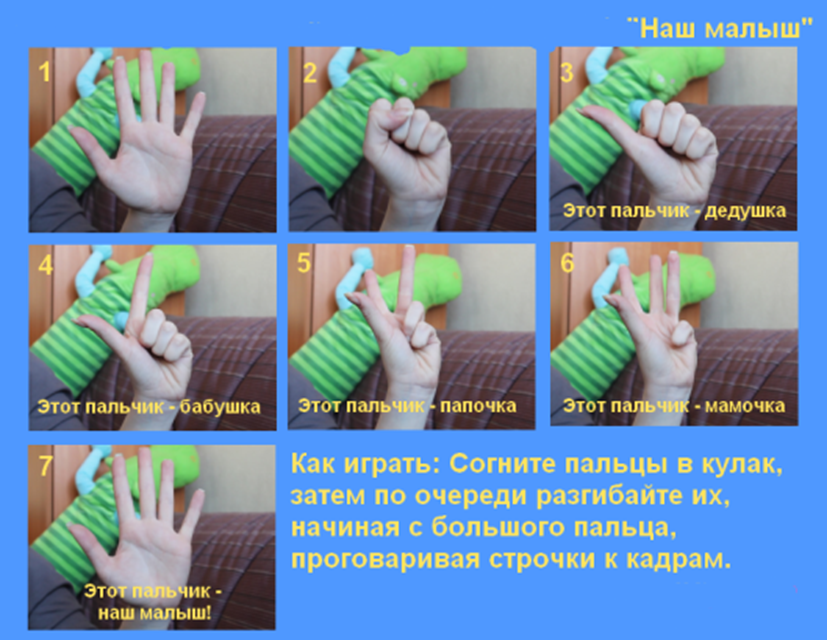 "Наш малыш"
1
2
3
Этот пальчик - дедушка
4
Этот пальчик - бабушка
5
Этот пальчик - папочка
6
Этот пальчик - мамочка
7
Этот пальчик -
наш малыш!
Как играть: Согните пальцы в кулак,
затем по очереди разгибайте их,
начиная с большого пальца,
проговаривая строчки к кадрам.